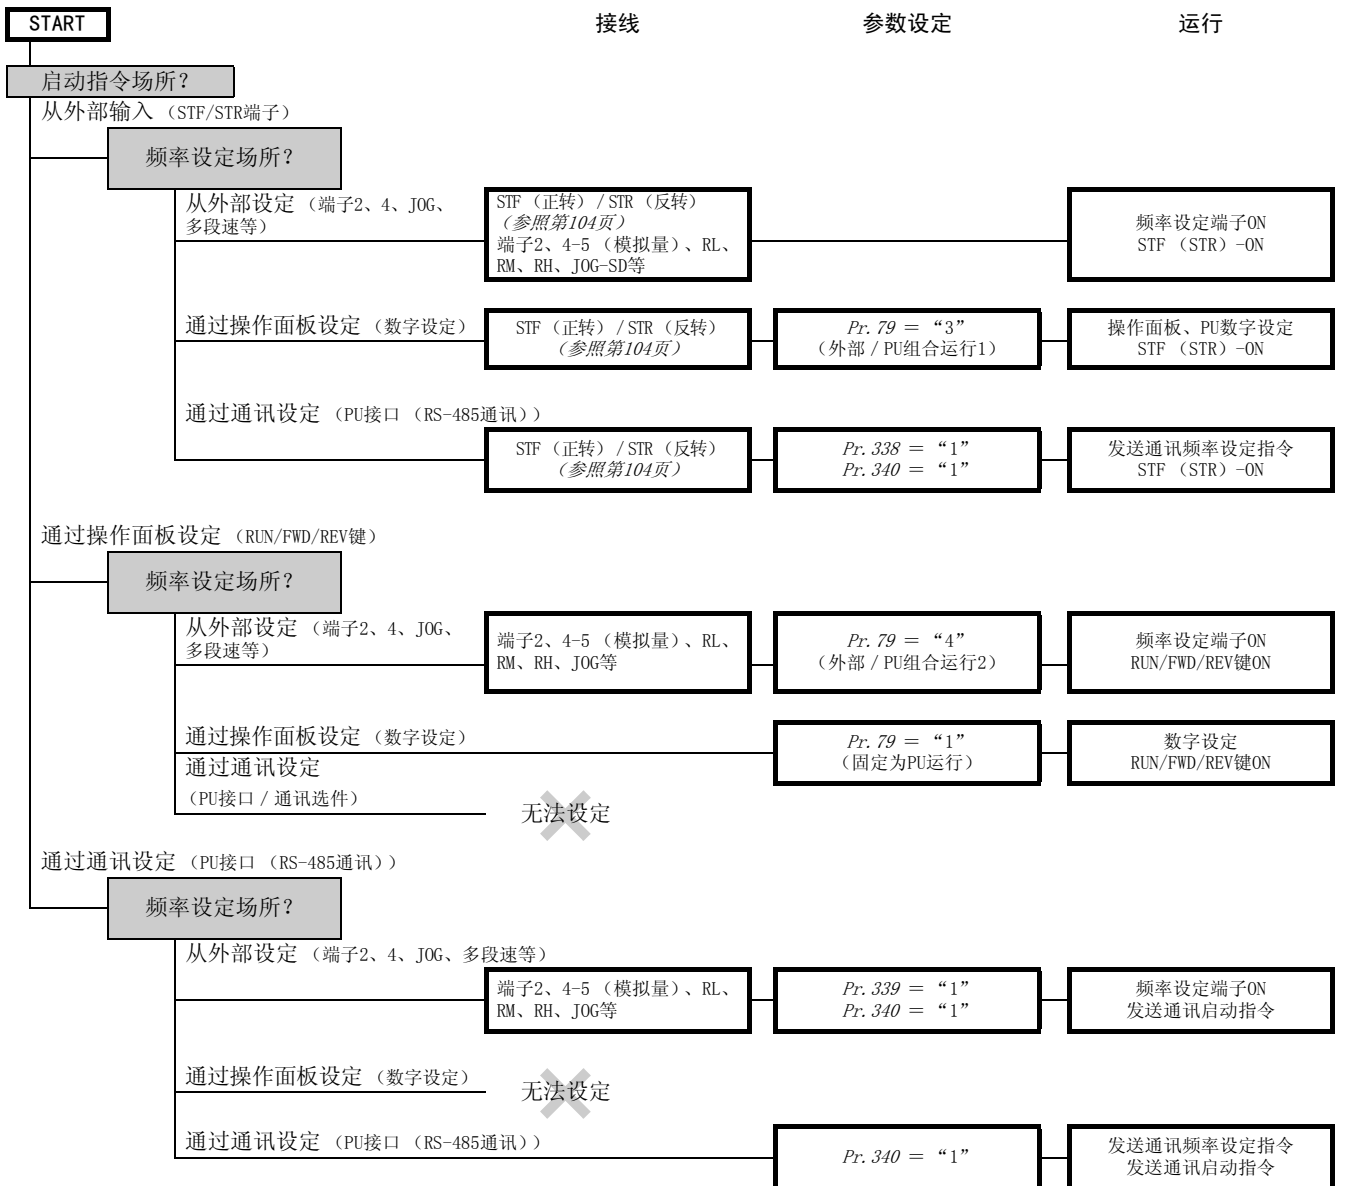 START 接线 参数设定 运行
启动指令场所？
从外部输入（STF/STR端子）
频率设定场所？
从外部设定（端子2、4、JOG、
多段速等）
STF（正转）/STR（反转）
（参照第104页）
端子2、4-5（模拟量）、RL、
RM、RH、JOG-SD等
频率设定端子ON
STF（STR）-ON
通过操作面板设定（数字设定）
STF（正转）/STR（反转）
（参照第104页）
Pr.79 ＝ “3”
（外部/PU组合运行1）
操作面板、PU数字设定
STF（STR）-ON
通过通讯设定（PU接口（RS-485通讯））
STF（正转）/STR（反转）
（参照第104页）
Pr.338 ＝ “1”
Pr.340 ＝ “1”
发送通讯频率设定指令
STF（STR）-ON
通过操作面板设定（RUN/FWD/REV键）
频率设定场所？
从外部设定（端子2、4、JOG、
多段速等）
端子2、4-5（模拟量）、RL、
RM、RH、JOG等
Pr.79 ＝ “4”
（外部/PU组合运行2）
频率设定端子ON
RUN/FWD/REV键ON
通过操作面板设定（数字设定）
Pr.79 ＝ “1”
（固定为PU运行）
数字设定
RUN/FWD/REV键ON
通过通讯设定
（PU接口/通讯选件）
无法设定
通过通讯设定（PU接口（RS-485通讯））
频率设定场所？
从外部设定（端子2、4、JOG、多段速等）
端子2、4-5（模拟量）、RL、
RM、RH、JOG等
Pr.339 ＝ “1”
Pr.340 ＝ “1”
频率设定端子ON
发送通讯启动指令
通过操作面板设定（数字设定）
无法设定
通过通讯设定（PU接口（RS-485通讯））
Pr.340 ＝ “1”
发送通讯频率设定指令
发送通讯启动指令